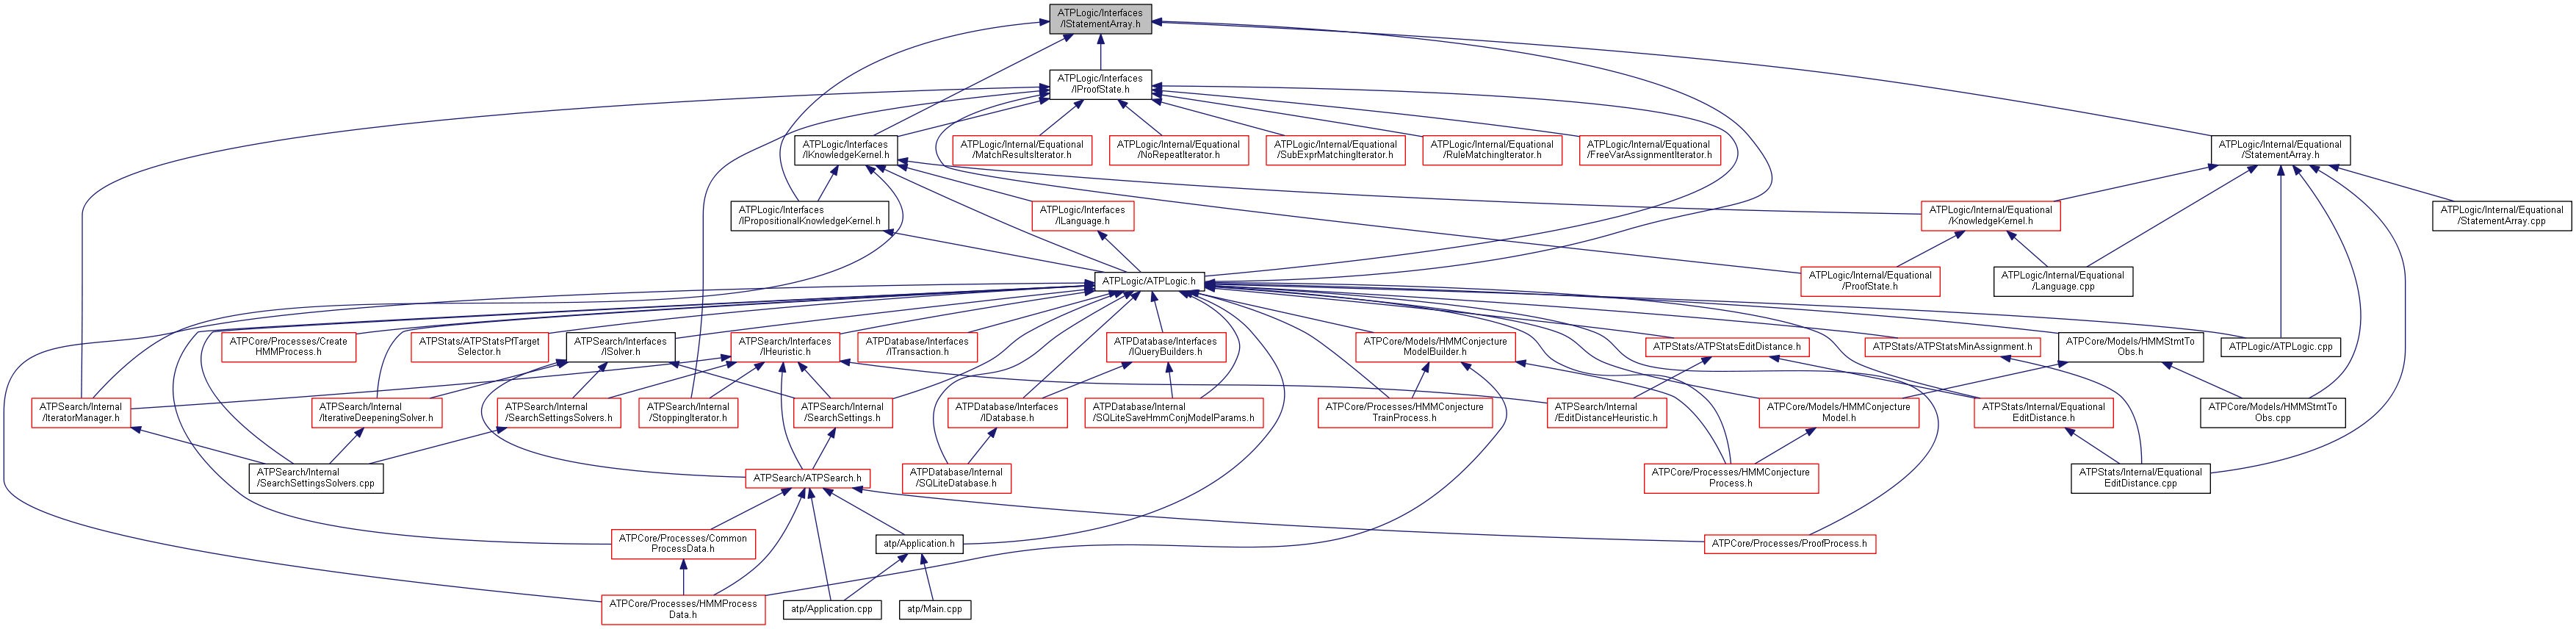 ATPLogic/Interfaces
/IStatementArray.h
ATPLogic/Interfaces
/IProofState.h
ATPLogic/Interfaces
/IKnowledgeKernel.h
ATPLogic/Internal/Equational
/MatchResultsIterator.h
ATPLogic/Internal/Equational
/NoRepeatIterator.h
ATPLogic/Internal/Equational
/SubExprMatchingIterator.h
ATPLogic/Internal/Equational
/RuleMatchingIterator.h
ATPLogic/Internal/Equational
/FreeVarAssignmentIterator.h
ATPLogic/Internal/Equational
/StatementArray.h
ATPLogic/Interfaces
/IPropositionalKnowledgeKernel.h
ATPLogic/Interfaces
/ILanguage.h
ATPLogic/Internal/Equational
/KnowledgeKernel.h
ATPLogic/Internal/Equational
/StatementArray.cpp
ATPLogic/ATPLogic.h
ATPLogic/Internal/Equational
/ProofState.h
ATPLogic/Internal/Equational
/Language.cpp
ATPCore/Processes/Create
HMMProcess.h
ATPStats/ATPStatsPfTarget
Selector.h
ATPSearch/Interfaces
/ISolver.h
ATPSearch/Interfaces
/IHeuristic.h
ATPDatabase/Interfaces
/ITransaction.h
ATPDatabase/Interfaces
/IQueryBuilders.h
ATPCore/Models/HMMConjecture
ModelBuilder.h
ATPStats/ATPStatsEditDistance.h
ATPStats/ATPStatsMinAssignment.h
ATPCore/Models/HMMStmtTo
Obs.h
ATPLogic/ATPLogic.cpp
ATPSearch/Internal
/IteratorManager.h
ATPSearch/Internal
/IterativeDeepeningSolver.h
ATPSearch/Internal
/SearchSettingsSolvers.h
ATPSearch/Internal
/StoppingIterator.h
ATPSearch/Internal
/SearchSettings.h
ATPDatabase/Interfaces
/IDatabase.h
ATPDatabase/Internal
/SQLiteSaveHmmConjModelParams.h
ATPCore/Processes/HMMConjecture
TrainProcess.h
ATPSearch/Internal
/EditDistanceHeuristic.h
ATPCore/Models/HMMConjecture
Model.h
ATPStats/Internal/Equational
EditDistance.h
ATPCore/Models/HMMStmtTo
Obs.cpp
ATPSearch/Internal
/SearchSettingsSolvers.cpp
ATPSearch/ATPSearch.h
ATPDatabase/Internal
/SQLiteDatabase.h
ATPCore/Processes/HMMConjecture
Process.h
ATPStats/Internal/Equational
EditDistance.cpp
ATPCore/Processes/Common
ProcessData.h
atp/Application.h
ATPCore/Processes/ProofProcess.h
ATPCore/Processes/HMMProcess
Data.h
atp/Application.cpp
atp/Main.cpp